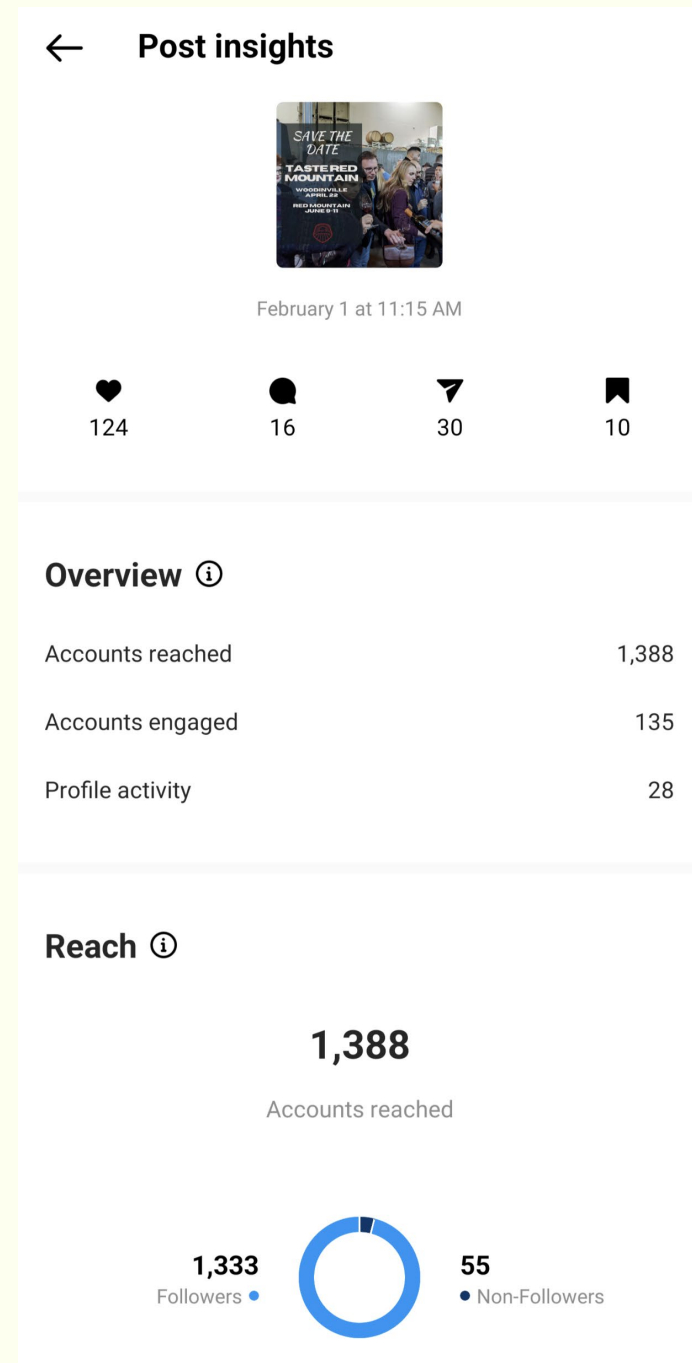 Post insights
SAVE THE
DATE
TASTE RED
MOUNTAIN
WOODINVILLE
APRIL 22
RED MOUNTAIN
JUNE 9-11
February 1 at 11:15 AM
124 16 30 10
Overview
Accounts reached 1,388
Accounts engaged 135
Profile activity 28
Reach
1,388
Accounts reached
1,333 55
Followers Non-Followers